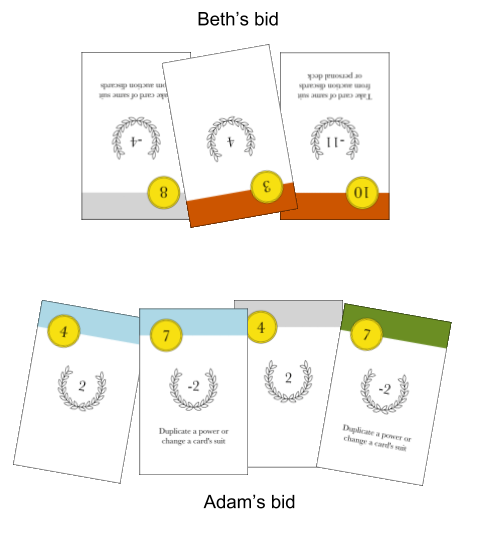 Beth's bid
Take card of same suit
from auction discards
-4
8
4
3
Take card of same suit
from auction discards
or personal deck
-11
10
4
2
7
-2
Duplicate a power or
change a card's suit
4
2
7
-2
Duplicate a power or
change a card's suit
Adam's bid